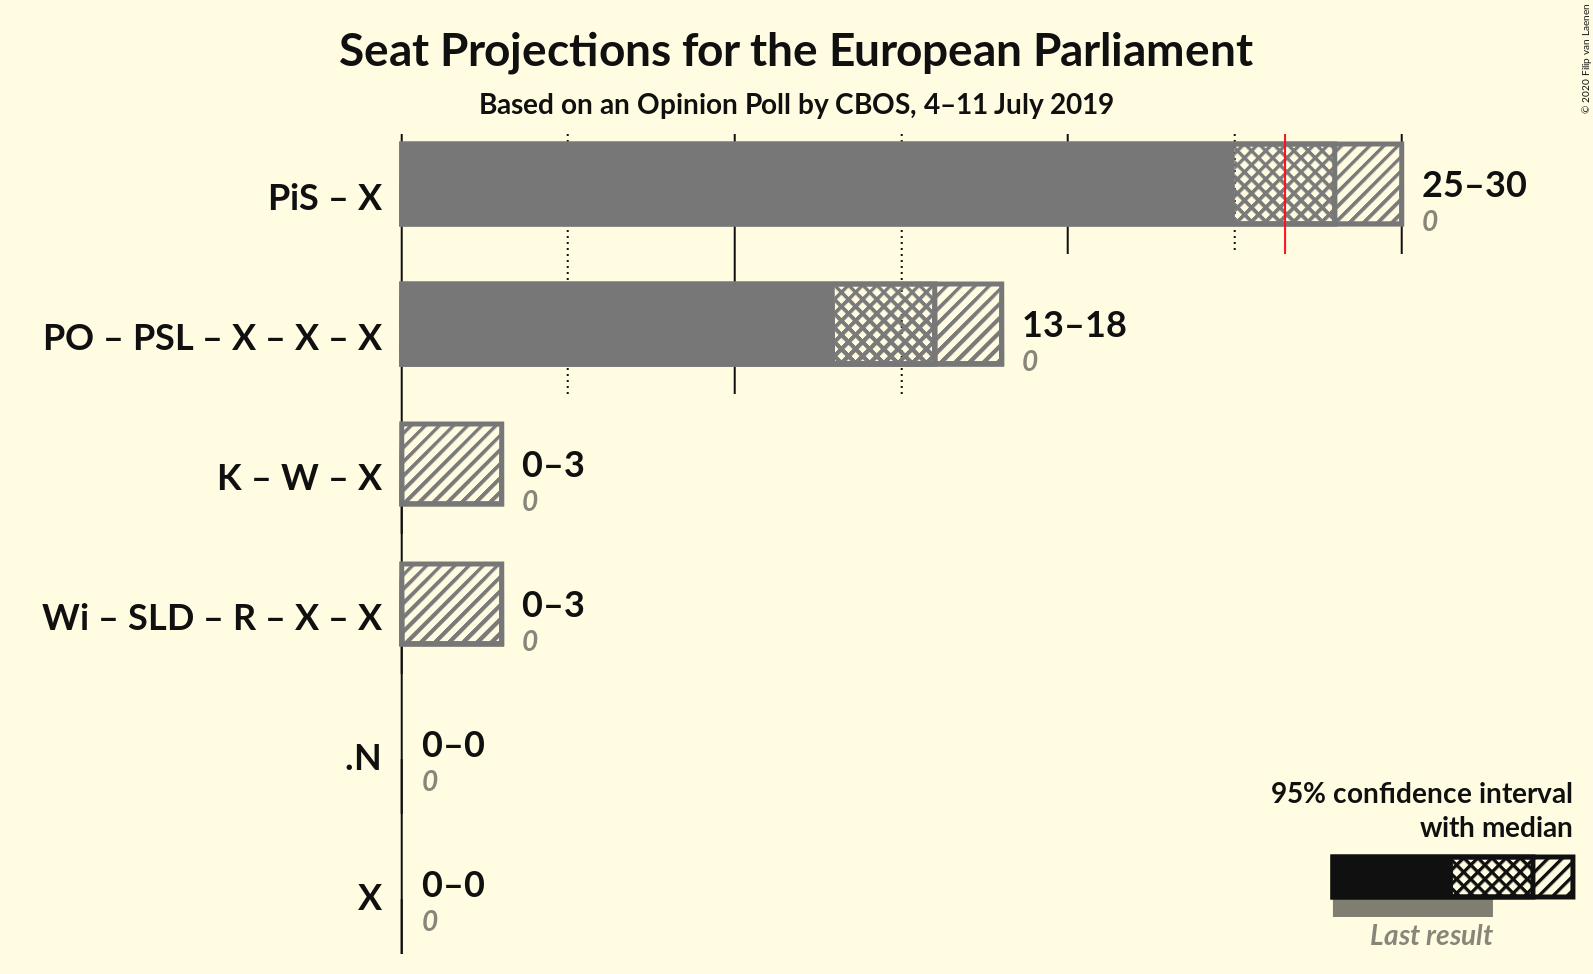 Seat Projections for the European Parliament
Based on an Opinion Poll by CBOS, 4–11 July 2019
© 2020 Filip van Laenen
PiS – X
25–30
0
PO – PSL – X – X – X
13–18
0
K – W – X
0–3
0
Wi – SLD – R – X – X
0–3
0
.N
0–0
0
X
0–0
0
95% confidence interval
with median
Last result